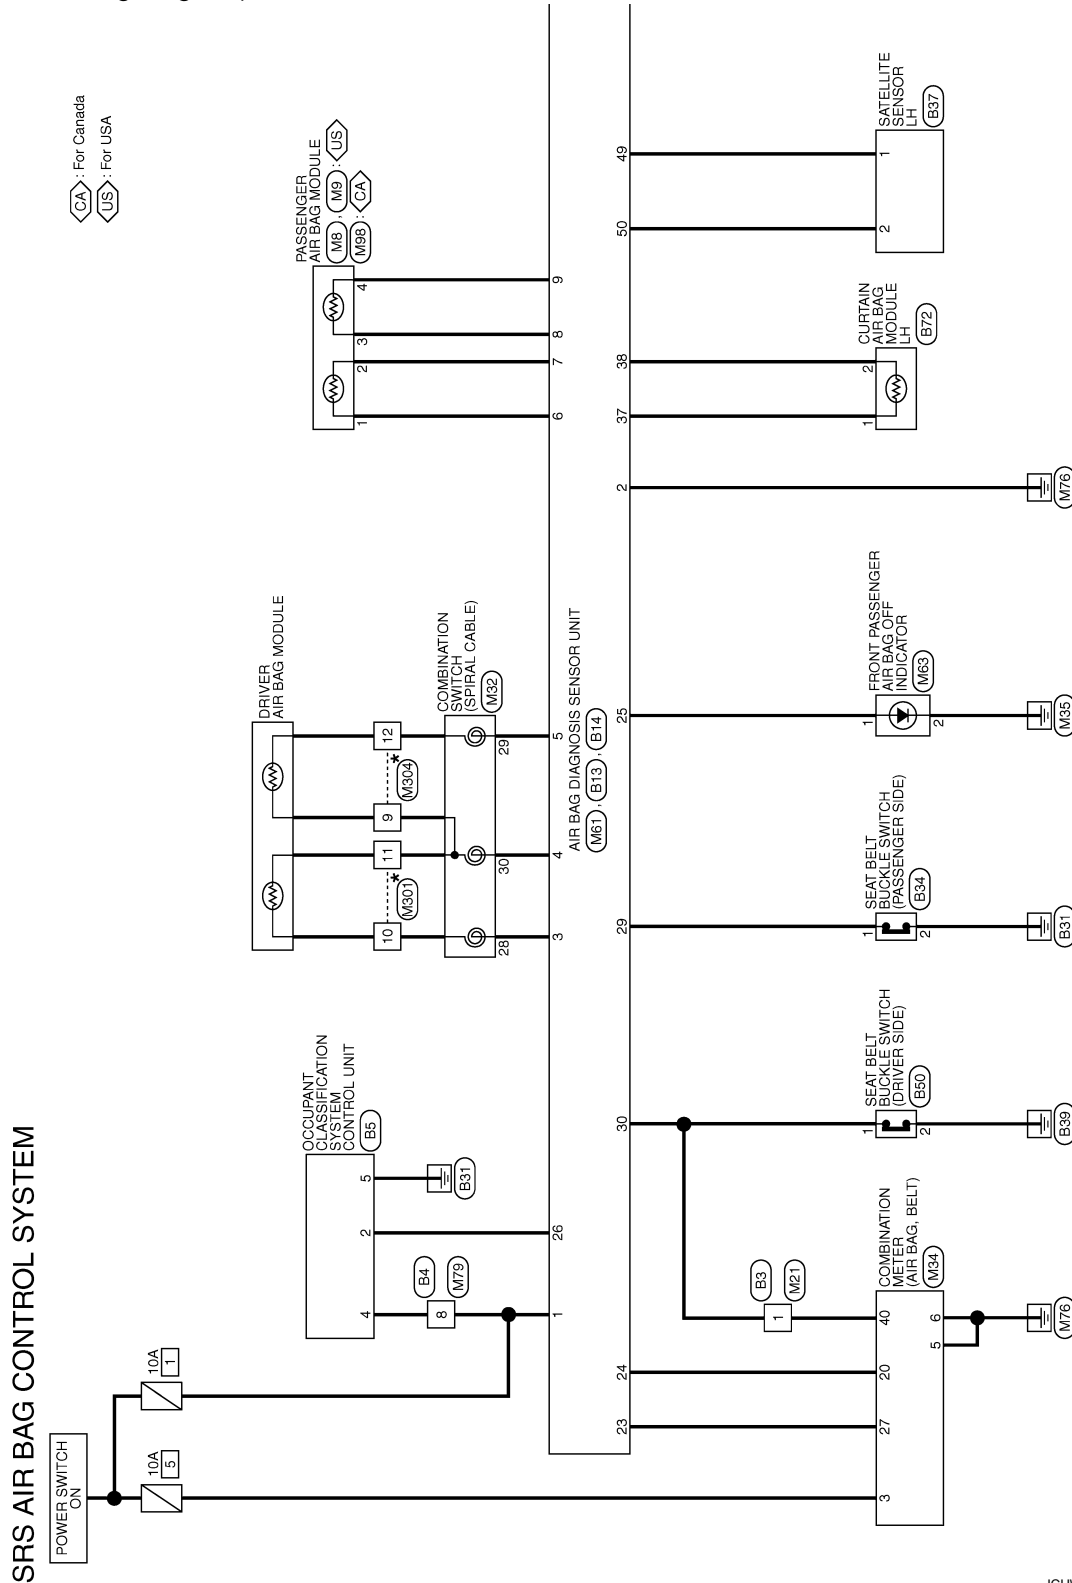 SRS AIR BAG CONTROL SYSTEM
POWER SWITCH
ON
10A
5
10A
1
CA : For Canada
US : For USA
OCCUPANT
CLASSIFICATION
SYSTEM
CONTROL UNIT
B5
4
2
5
B31
8
B4
M79
DRIVER
AIR BAG MODULE
10
11
9
12
*
M301
*
M304
COMBINATION
SWITCH
(SPIRAL CABLE)
M32
28
30
29
PASSENGER
AIR BAG MODULE
M8 , M9 : US
M98 : CA
1
2
3
4
1
26
3
4
5
6
7
8
9
AIR BAG DIAGNOSIS SENSOR UNIT
M61 , B13 , B14
23
24
30
29
25
2
37
38
50
49
1
B3
M21
COMBINATION
METER
(AIR BAG, BELT)
M34
3
27
20
40
5
6
M76
SEAT BELT
BUCKLE SWITCH
(DRIVER SIDE)
B50
1
2
B39
SEAT BELT
BUCKLE SWITCH
(PASSENGER SIDE)
B34
1
2
B31
FRONT PASSENGER
AIR BAG OFF
INDICATOR
M63
1
2
M35
M76
CURTAIN
AIR BAG
MODULE
LH
B72
1
2
SATELLITE
SENSOR
LH
B37
2
1